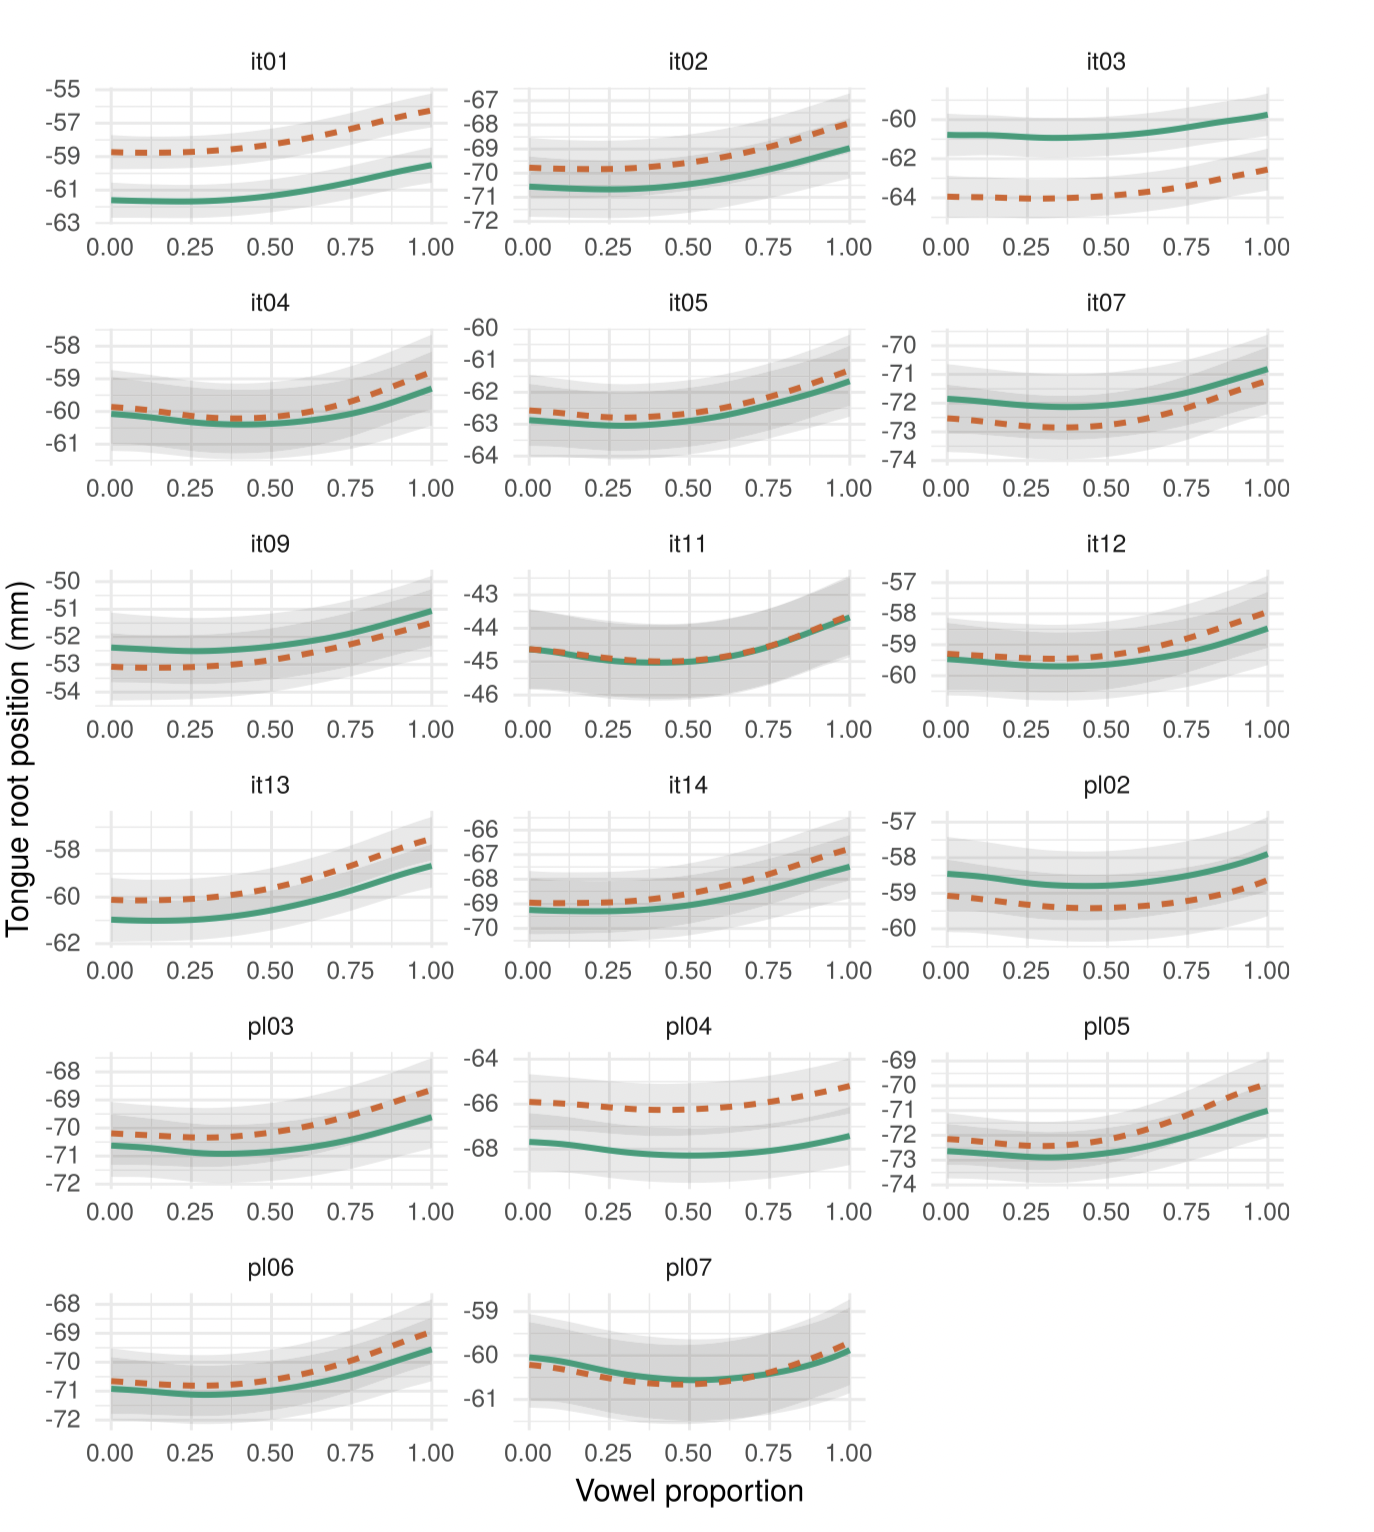 it01 it02 it03
-55 -57 -59 -61 -63
-67 -68 -69 -70 -71 -72
-60 -62 -64
0.00 0.25 0.50 0.75 1.00 0.00 0.25 0.50 0.75 1.00 0.00 0.25 0.50 0.75 1.00
it04 it05 it07
-58 -59 -60 -61
-60 -61 -62 -63 -64
-70 -71 -72 -73 -74
0.00 0.25 0.50 0.75 1.00 0.00 0.25 0.50 0.75 1.00 0.00 0.25 0.50 0.75 1.00
it09 it11 it12
-50 -51 -52 -53 -54
-43 -44 -45 -46
-57 -58 -59 -60
0.00 0.25 0.50 0.75 1.00 0.00 0.25 0.50 0.75 1.00 0.00 0.25 0.50 0.75 1.00
Tongue root position (mm)
it13 it14 pl02
-58 -60 -62
-66 -67 -68 -69 -70
-57 -58 -59 -60
0.00 0.25 0.50 0.75 1.00 0.00 0.25 0.50 0.75 1.00 0.00 0.25 0.50 0.75 1.00
pl03 pl04 pl05
-68 -69 -70 -71 -72
-64 -66 -68
-69 -70 -71 -72 -73 -74
0.00 0.25 0.50 0.75 1.00 0.00 0.25 0.50 0.75 1.00 0.00 0.25 0.50 0.75 1.00
pl06 pl07
-68 -69 -70 -71 -72
-59 -60 -61
0.00 0.25 0.50 0.75 1.00 0.00 0.25 0.50 0.75 1.00
Vowel proportion